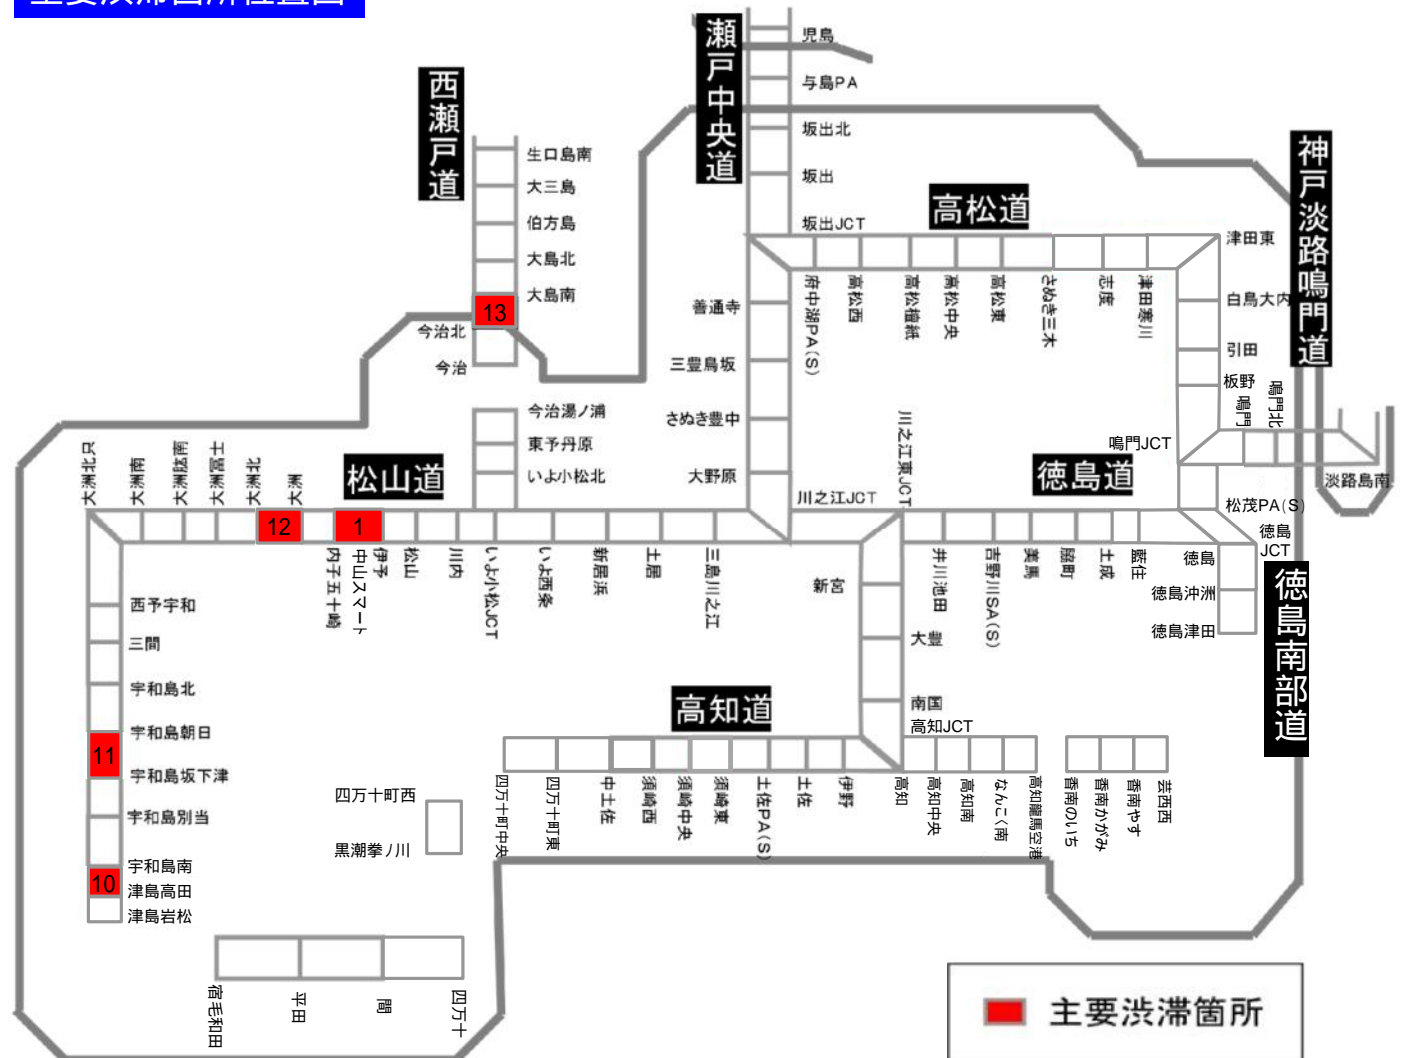 主要渋滞箇所位置図
西瀬戸道
生口島南
大三島
伯方島
大島北
大島南
13
今治北
今治
今治湯ノ浦
東予丹原
いよ小松北
瀬戸中央道
児島
与島PA
坂出北
坂出
坂出JCT
高松道
府中湖PA(S)
高松西
高松檀紙
高松中央
高松東
さぬき三木
志度
津田寒川
津田東
白鳥大内
引田
板野
鳴門
鳴門北
鳴門JCT
神戸淡路鳴門道
淡路島南
松茂PA(S)
徳島JCT
徳島
徳島沖洲
徳島津田
徳島南部道
善通寺
三豊鳥坂
さぬき豊中
大野原
川之江JCT
川之江東JCT
徳島道
井川池田
吉野川SA(S)
美馬
脇町
土成
藍住
松山道
大洲北只
大洲南
大洲肱南
大洲富士
大洲北
大洲
12
1
内子五十崎
中山スマート
伊予
松山
川内
いよ小松JCT
いよ西条
新居浜
土居
三島川之江
西予宇和
三間
宇和島北
宇和島朝日
11
宇和島坂下津
宇和島別当
宇和島南
10
津島高田
津島岩松
新宮
大豊
南国
高知JCT
高知道
四万十町中央
四万十町東
中土佐
須崎西
須崎中央
須崎東
土佐PA(S)
土佐
伊野
高知
高知中央
高知南
なんこく南
高知龍馬空港
香南のいち
香南かがみ
香南やす
芸西西
四万十町西
黒潮拳ノ川
宿毛和田
平田
間
四万十
主要渋滞箇所